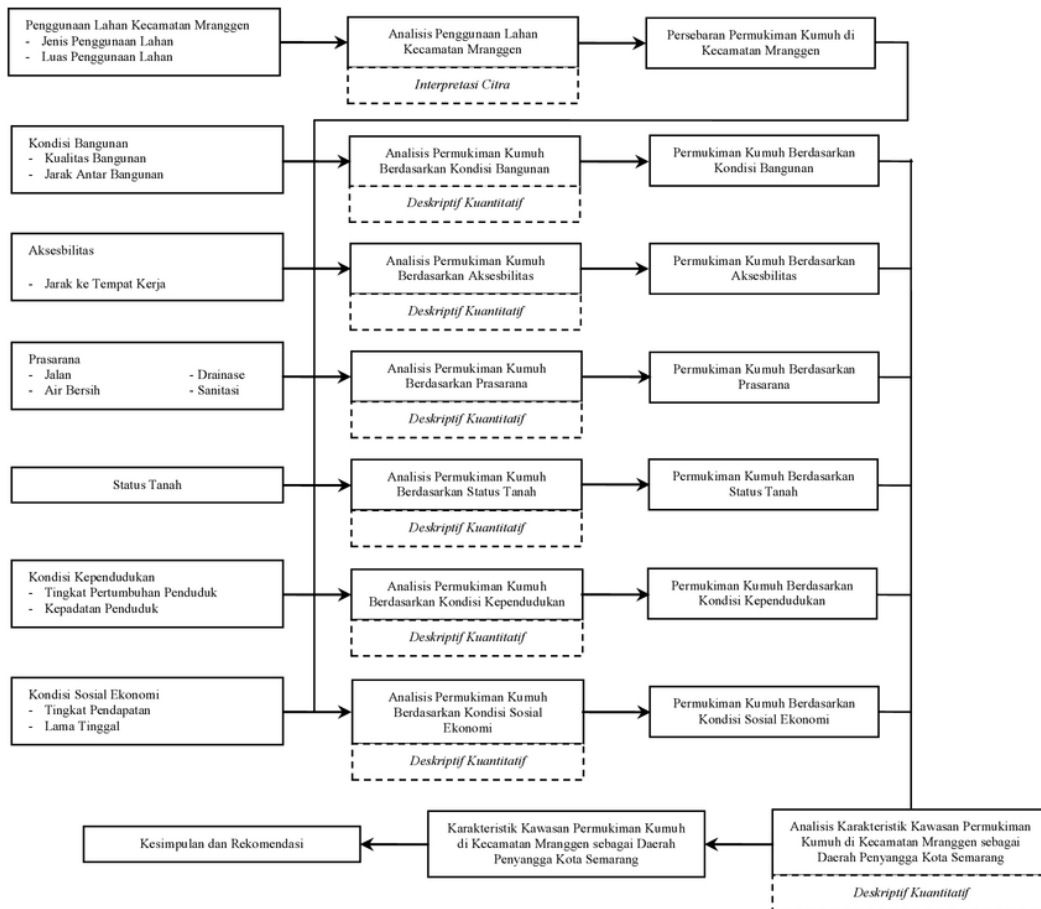 Penggunaan Lahan Kecamatan Mranggen
- Jenis Penggunaan Lahan
- Luas Penggunaan Lahan
Analisis Penggunaan Lahan
Kecamatan Mranggen
Interpretasi Citra
Persebaran Permukiman Kumuh di
Kecamatan Mranggen
Kondisi Bangunan
- Kualitas Bangunan
- Jarak Antar Bangunan
Analisis Permukiman Kumuh
Berdasarkan Kondisi Bangunan
Deskriptif Kuantitatif
Permukiman Kumuh Berdasarkan
Kondisi Bangunan
Aksesbilitas
- Jarak ke Tempat Kerja
Analisis Permukiman Kumuh
Berdasarkan Aksesbilitas
Deskriptif Kuantitatif
Permukiman Kumuh Berdasarkan
Aksesbilitas
Prasarana
- Jalan - Drainase
- Air Bersih - Sanitasi
Analisis Permukiman Kumuh
Berdasarkan Prasarana
Deskriptif Kuantitatif
Permukiman Kumuh Berdasarkan
Prasarana
Status Tanah
Analisis Permukiman Kumuh
Berdasarkan Status Tanah
Deskriptif Kuantitatif
Permukiman Kumuh Berdasarkan
Status Tanah
Kondisi Kependudukan
- Tingkat Pertumbuhan Penduduk
- Kepadatan Penduduk
Analisis Permukiman Kumuh
Berdasarkan Kondisi Kependudukan
Deskriptif Kuantitatif
Permukiman Kumuh Berdasarkan
Kondisi Kependudukan
Kondisi Sosial Ekonomi
- Tingkat Pendapatan
- Lama Tinggal
Analisis Permukiman Kumuh
Berdasarkan Kondisi Sosial
Ekonomi
Deskriptif Kuantitatif
Permukiman Kumuh Berdasarkan
Kondisi Sosial Ekonomi
Analisis Karakteristik Kawasan Permukiman
Kumuh di Kecamatan Mranggen sebagai
Daerah Penyangga Kota Semarang
Deskriptif Kuantitatif
Karakteristik Kawasan Permukiman Kumuh
di Kecamatan Mranggen sebagai Daerah
Penyangga Kota Semarang
Kesimpulan dan Rekomendasi